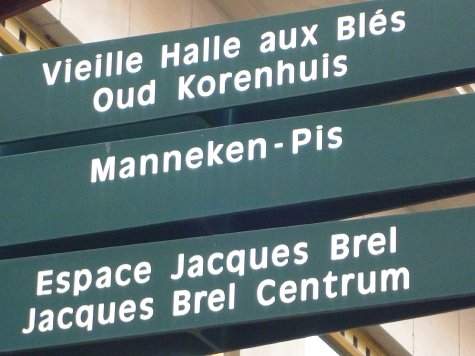 Vieille Halle aux Blés
Oud Korenhuis
Manneken-Pis
Espace Jacques Brel
Jacques Brel Centrum